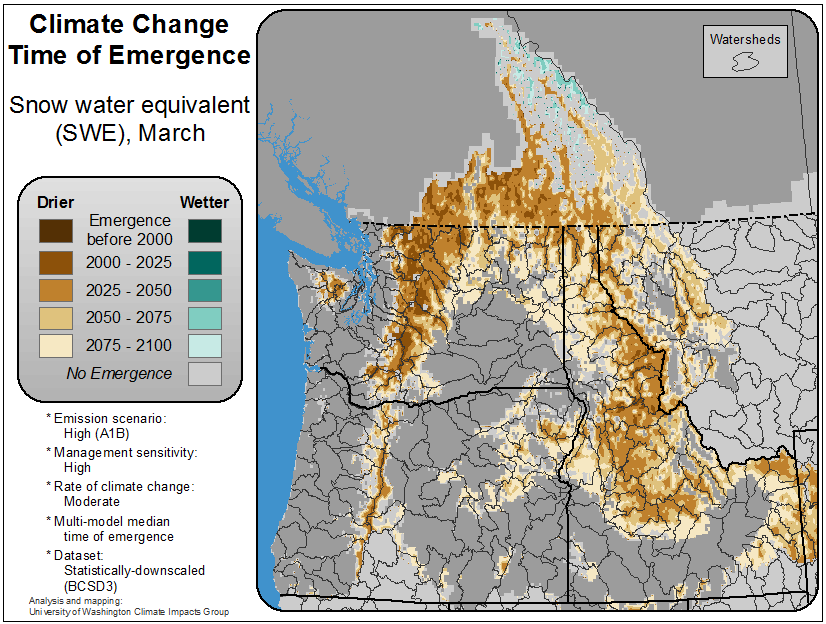 Climate Change
Time of Emergence
Snow water equivalent
(SWE), March
Drier
Wetter
Emergence
before 2000
2000 - 2025
2025 - 2050
2050 - 2075
2075 - 2100
No Emergence
* Emission scenario:
High (A1B)
* Management sensitivity:
High
* Rate of climate change:
Moderate
* Multi-model median
time of emergence
* Dataset:
Statistically-downscaled
(BCSD3)
Analysis and mapping:
University of Washington Climate Impacts Group
Watersheds